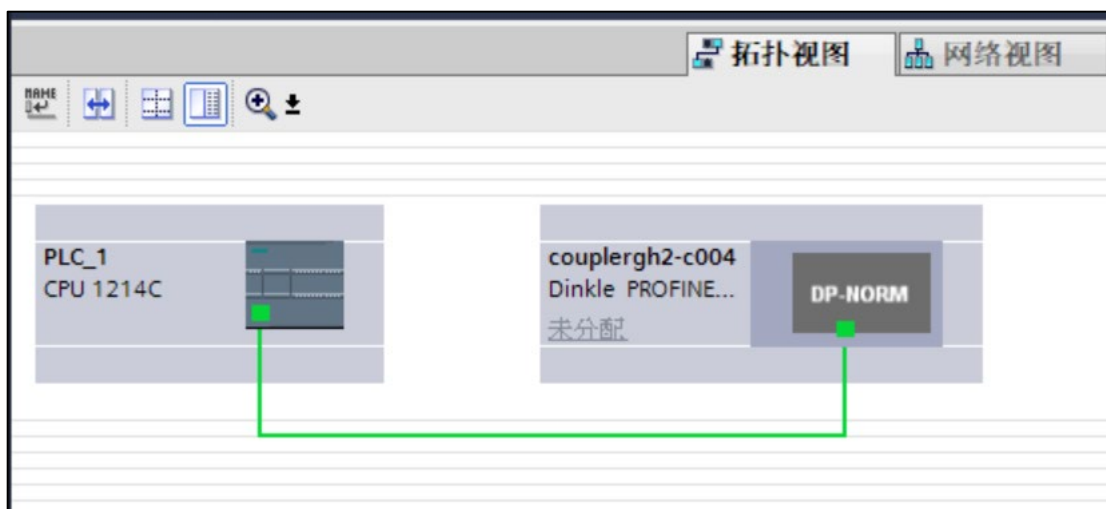 拓扑视图 网络视图
NAME
PLC_1
CPU 1214C
couplergh2-c004
Dinkle PROFINE...
未分配
DP-NORM